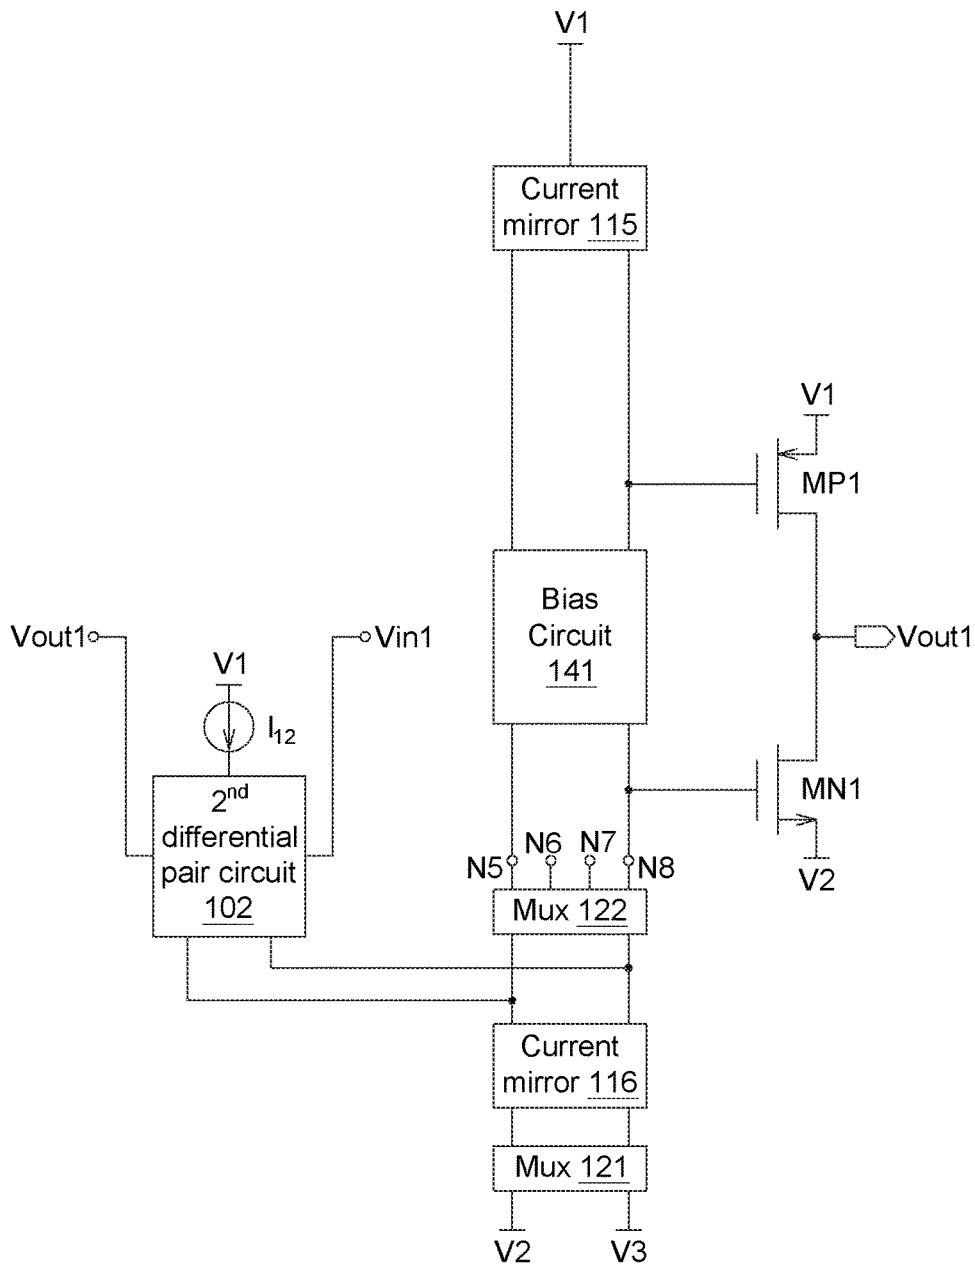 V1
Current
mirror 115
V1
MP1
Bias
Circuit
141
Vout1
Vin1
Vout1
V1
I12
2nd
differential
pair circuit
102
MN1
V2
N5
N6
N7
N8
Mux 122
Current
mirror 116
Mux 121
V2
V3